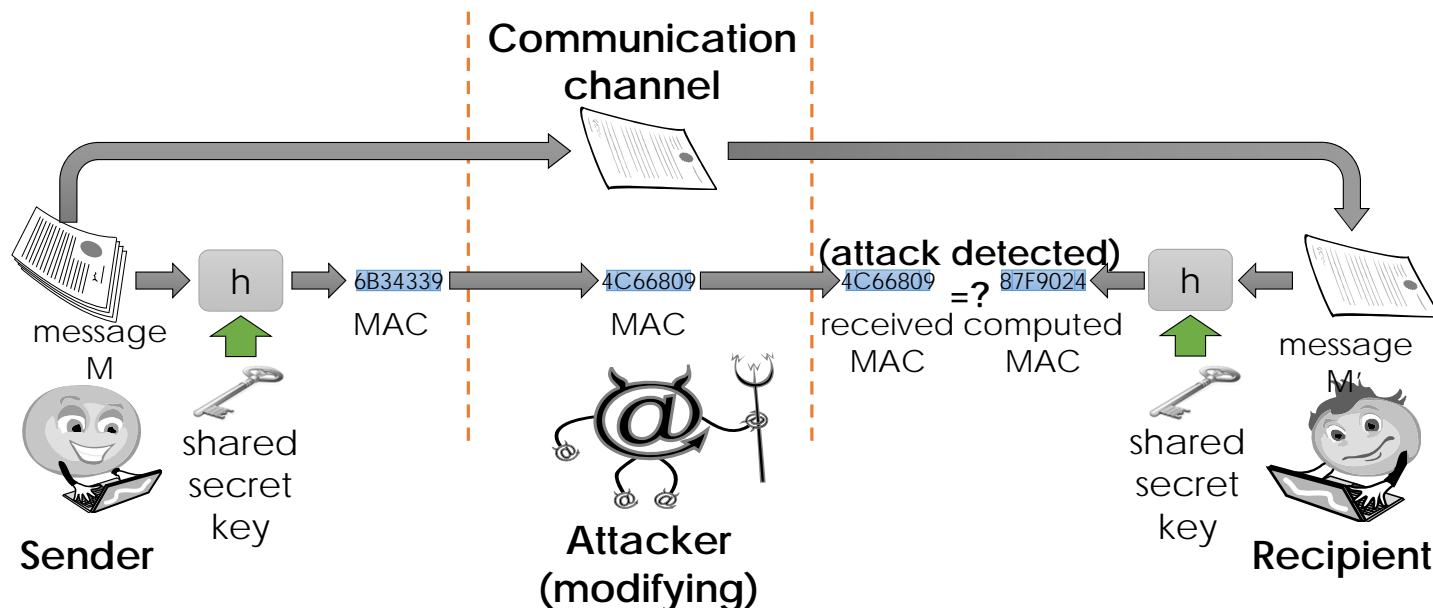 Communication
channel
(attack detected)
h
6B34339
4C66809
4C66809
=?
87F9024
h
message
M
MAC
MAC
received
MAC
computed
MAC
message
M'
shared
secret
key
shared
secret
key
Sender
Attacker
(modifying)
Recipient
@